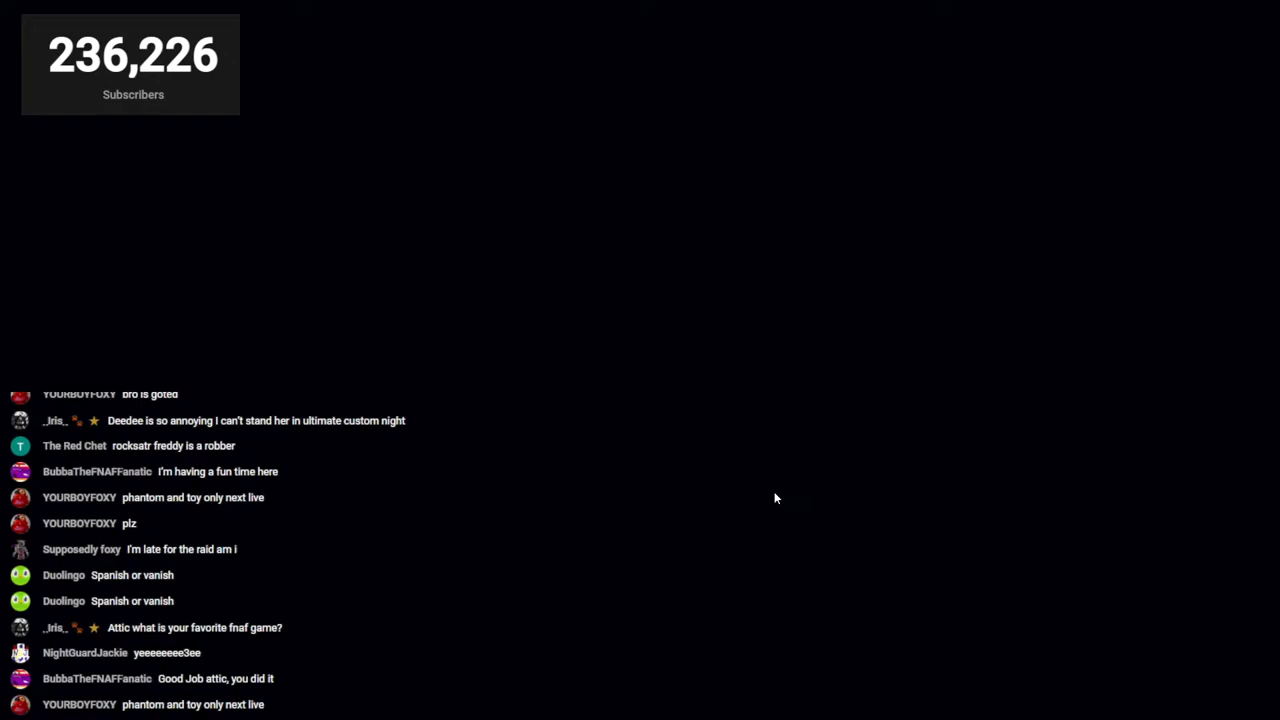 236,226
Subscribers
YOURBOYFOXY bro is goted
,,Iris,, Deedee is so annoying I can't stand her in ultimate custom night
T The Red Chet rocksatr freddy is a robber
BubbaTheFNAFFanatic I'm having a fun time here
YOURBOYFOXY phantom and toy only next live
YOURBOYFOXY plz
Supposedly foxy I'm late for the raid am i
Duolingo Spanish or vanish
Duolingo Spanish or vanish
,,Iris,, Attic what is your favorite fnaf game?
NightGuardJackie yeeeeeeee3ee
BubbaTheFNAFFanatic Good Job attic, you did it
YOURBOYFOXY phantom and toy only next live